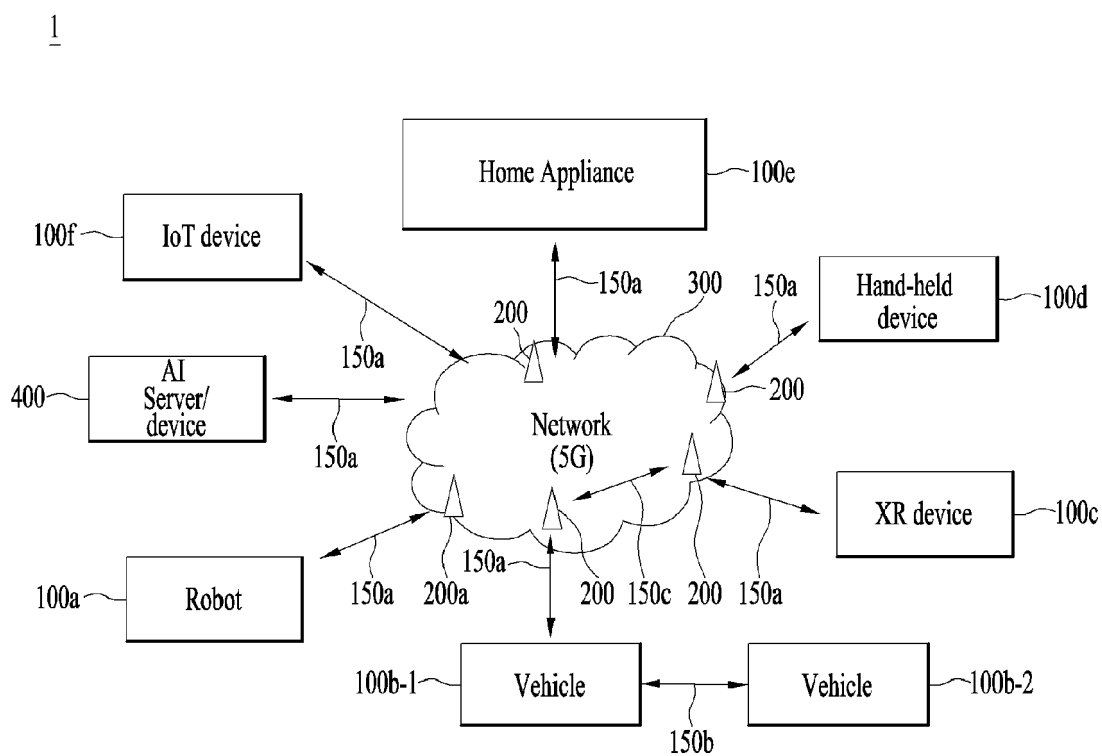 1
Home Appliance
100e
100f
IoT device
150a
200
300
150a
Hand-held
device
100d
150a
400
AI
Server/
device
200
Network
(5G)
150a
XR device
100c
100a
Robot
150a
200a
150a
200
150c
200
150a
100b-1
Vehicle
Vehicle
100b-2
150b